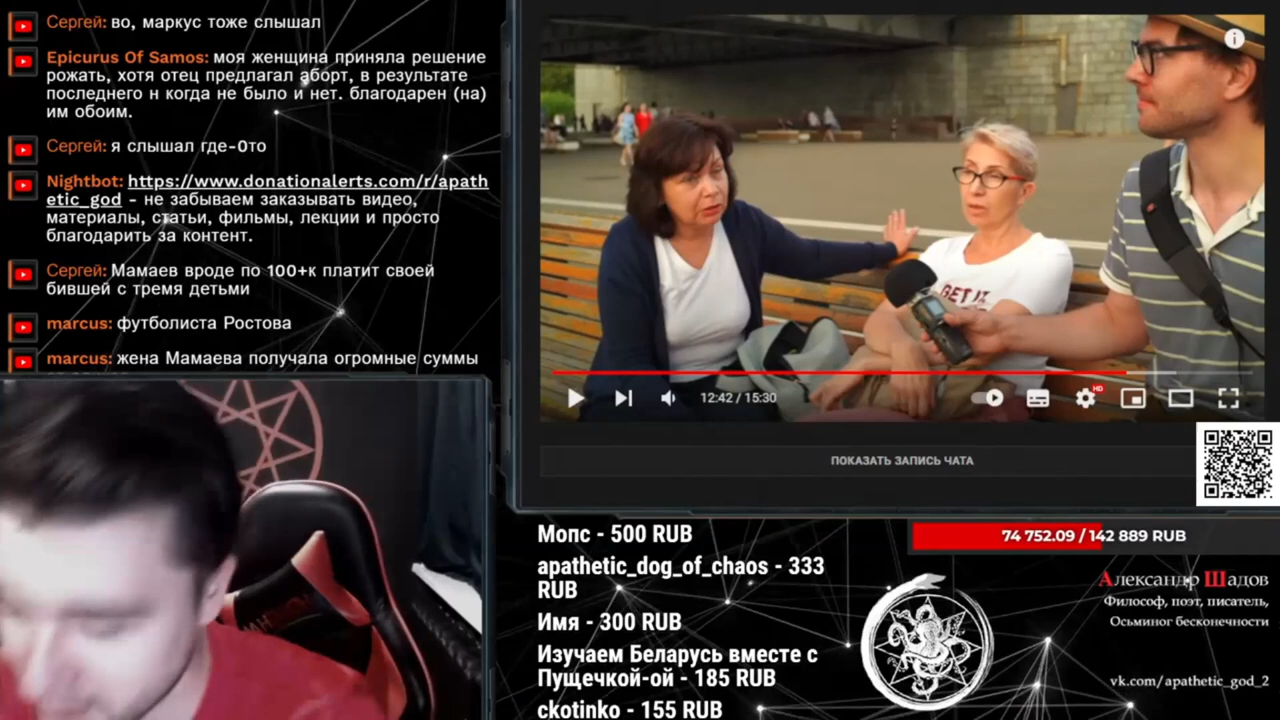 Сергей: во, маркус тоже слышал
Epicurus Of Samos: моя женщина приняла решение
рожать, хотя отец предлагал аборт, в результате
последнего н когда не было и нет. благодарен (на)
им обоим.
Сергей: я слышал где-0то
Nightbot: https://www.donationalerts.com/r/apath
etic_god - не забываем заказывать видео,
материалы, статьи, фильмы, лекции и просто
благодарить за контент.
Сергей: Мамаев вроде по 100+к платит своей
бившей с тремя детьми
marcus: футболиста Ростова
marcus: жена Мамаева получала огромные суммы
GET IT
12:42 / 15:30
HD
ПОКАЗАТЬ ЗАПИСЬ ЧАТА
Мопс - 500 RUB
apathetic_dog_of_chaos - 333
RUB
Имя - 300 RUB
Изучаем Беларусь вместе с
Пущечкой-ой - 185 RUB
ckotinko - 155 RUB
74 752.09 / 142 889 RUB
Александр Шадов
Философ, поэт, писатель,
Осьминог бесконечности
vk.com/apathetic_god_2